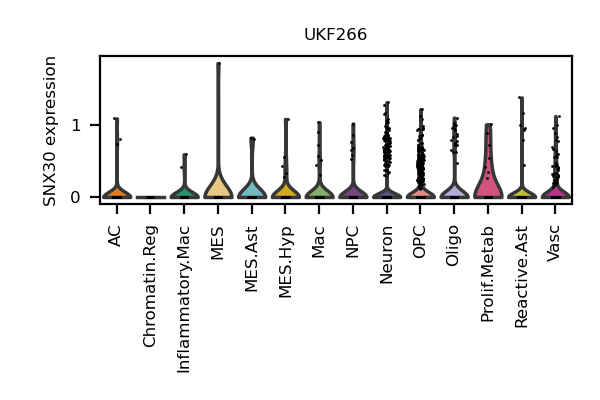 UKF266
SNX30 expression
1
0
AC
Chromatin.Reg
Inflammatory.Mac
MES
MES.Ast
MES.Hyp
Mac
NPC
Neuron
OPC
Oligo
Prolif.Metab
Reactive.Ast
Vasc